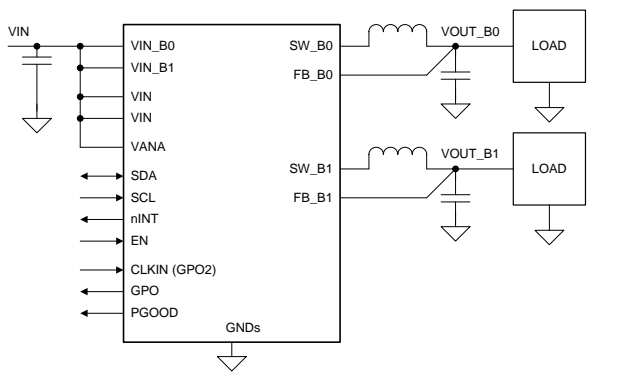 VIN
VIN_B0
VIN_B1
VIN
VIN
VANA
SDA
SCL
nINT
EN
CLKIN (GPO2)
GPO
PGOOD
GNDs
SW_B0
FB_B0
SW_B1
FB_B1
VOUT_B0
LOAD
VOUT_B1
LOAD